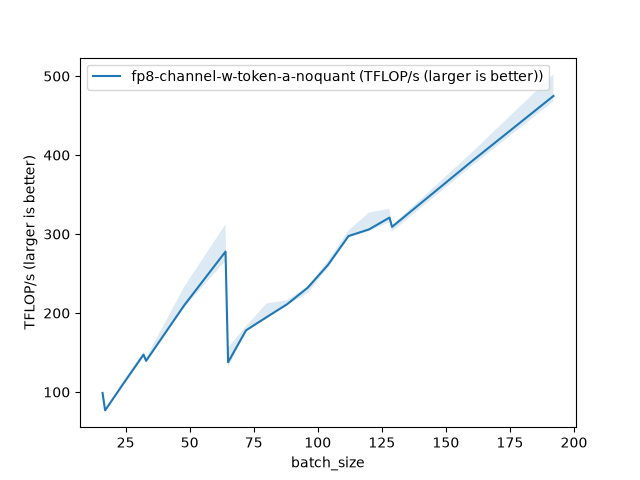 fp8-channel-w-token-a-noquant (TFLOP/s (larger is better))
TFLOP/s (larger is better)
500
400
300
200
100
25 50 75 100 125 150 175 200
batch_size